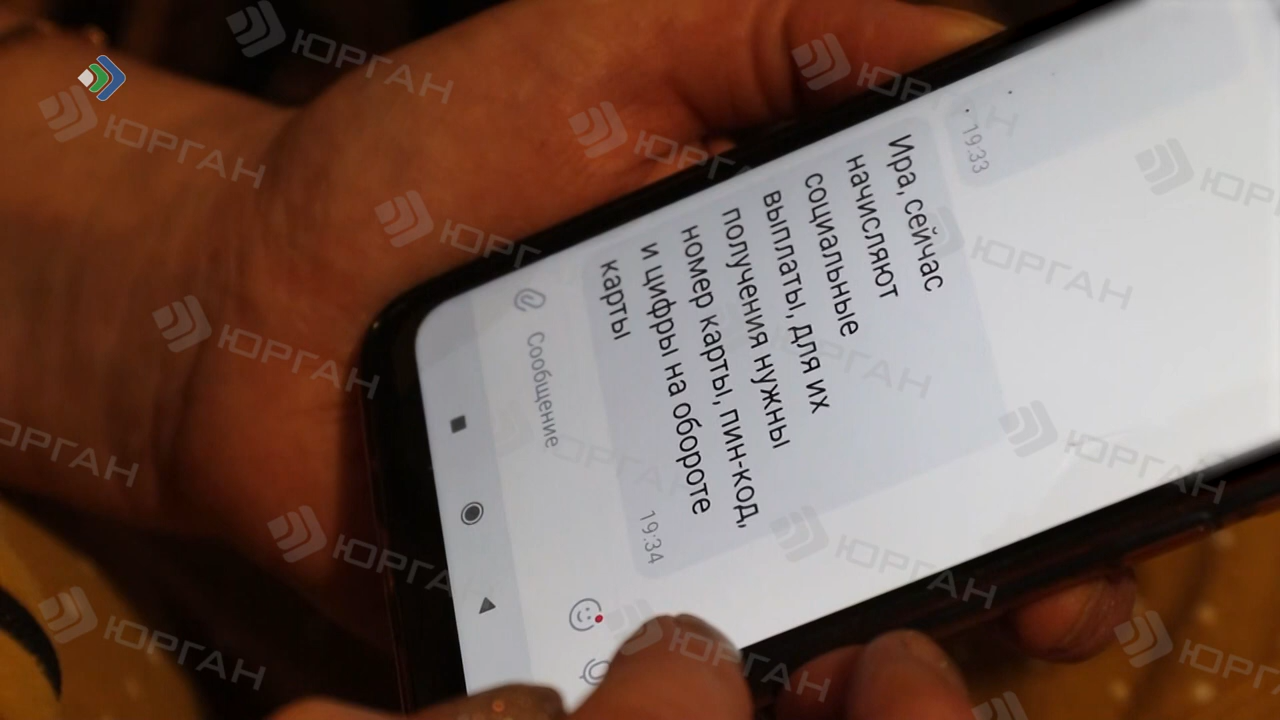 19:33
Ира, сейчас
начисляют
социальные
выплаты, для их
получения нужны
номер карты, пин-код,
и цифры на обороте
карты
19:34
Сообщение
ЮРГАН